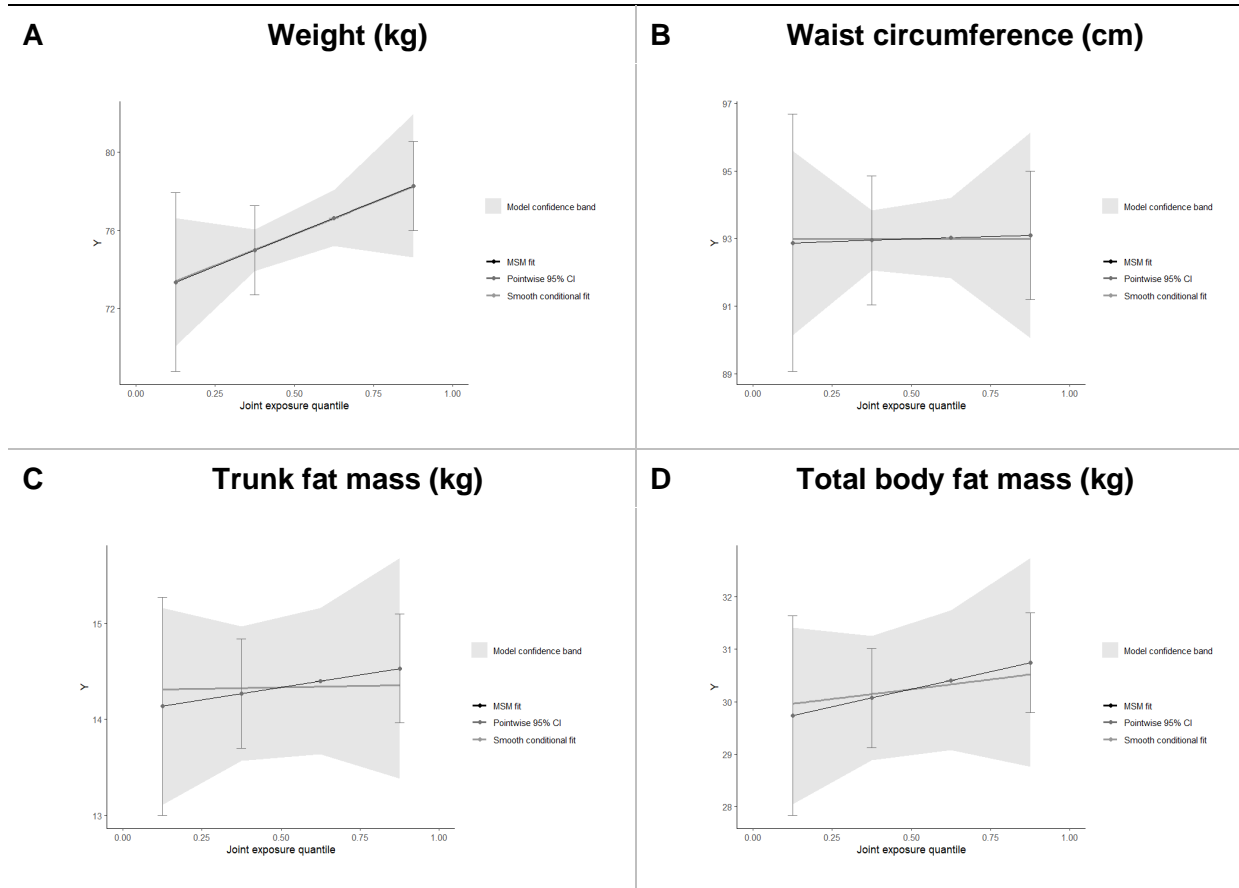 A Weight (kg)
80
76
72
Y
0.00 0.25 0.50 0.75 1.00
Joint exposure quantile
Model confidence band
MSM fit
Pointwise 95% CI
Smooth conditional fit
B Waist circumference (cm)
97
95
93
91
89
Y
0.00 0.25 0.50 0.75 1.00
Joint exposure quantile
Model confidence band
MSM fit
Pointwise 95% CI
Smooth conditional fit
C Trunk fat mass (kg)
15
14
13
Y
0.00 0.25 0.50 0.75 1.00
Joint exposure quantile
Model confidence band
MSM fit
Pointwise 95% CI
Smooth conditional fit
D Total body fat mass (kg)
32
31
30
29
28
Y
0.00 0.25 0.50 0.75 1.00
Joint exposure quantile
Model confidence band
MSM fit
Pointwise 95% CI
Smooth conditional fit